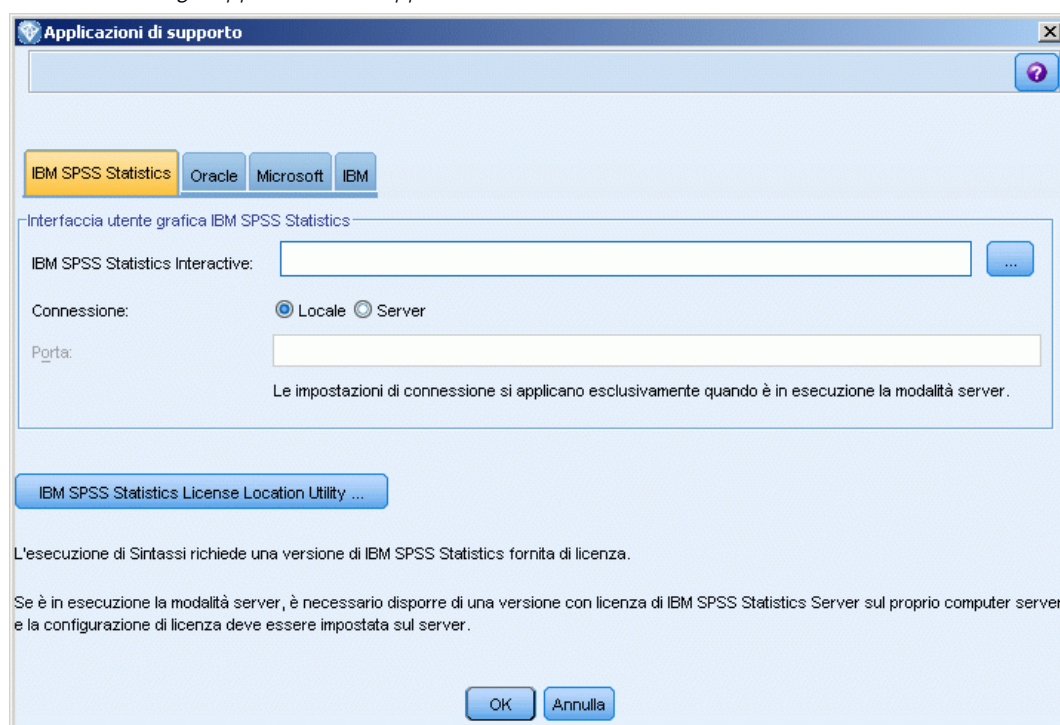 Applicazioni di supporto
IBM SPSS Statistics
Oracle
Microsoft
IBM
Interfaccia utente grafica IBM SPSS Statistics
IBM SPSS Statistics Interactive:
...
Connessione:
Locale
Server
Porta:
Le impostazioni di connessione si applicano esclusivamente quando è in esecuzione la modalità server.
IBM SPSS Statistics License Location Utility ...
L'esecuzione di Sintassi richiede una versione di IBM SPSS Statistics fornita di licenza.
Se è in esecuzione la modalità server, è necessario disporre di una versione con licenza di IBM SPSS Statistics Server sul proprio computer server
e la configurazione di licenza deve essere impostata sul server.
OK
Annulla